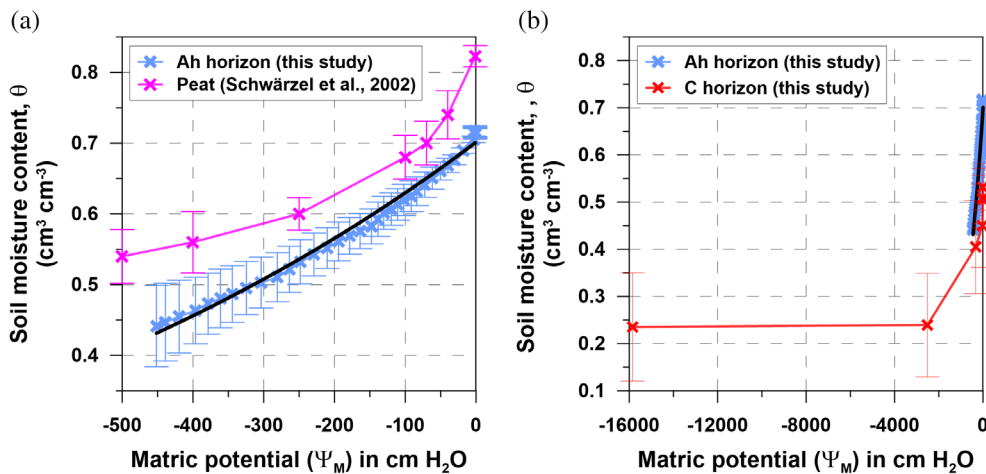 (a)
Soil moisture content, θ
(cm³ cm⁻³)
0.8
0.7
0.6
0.5
0.4
Ah horizon (this study)
Peat (Schwärzel et al., 2002)
-500
-400
-300
-200
-100
0
Matric potential (Ψ_M) in cm H₂O
(b)
Soil moisture content, , θ
(cm³ cm⁻³)
0.9
0.8
0.7
0.6
0.5
0.4
0.3
0.2
0.1
Ah horizon (this study)
C horizon (this study)
-16000
-12000
-8000
-4000
0
Matric potential (Ψ_M) in cm H₂O